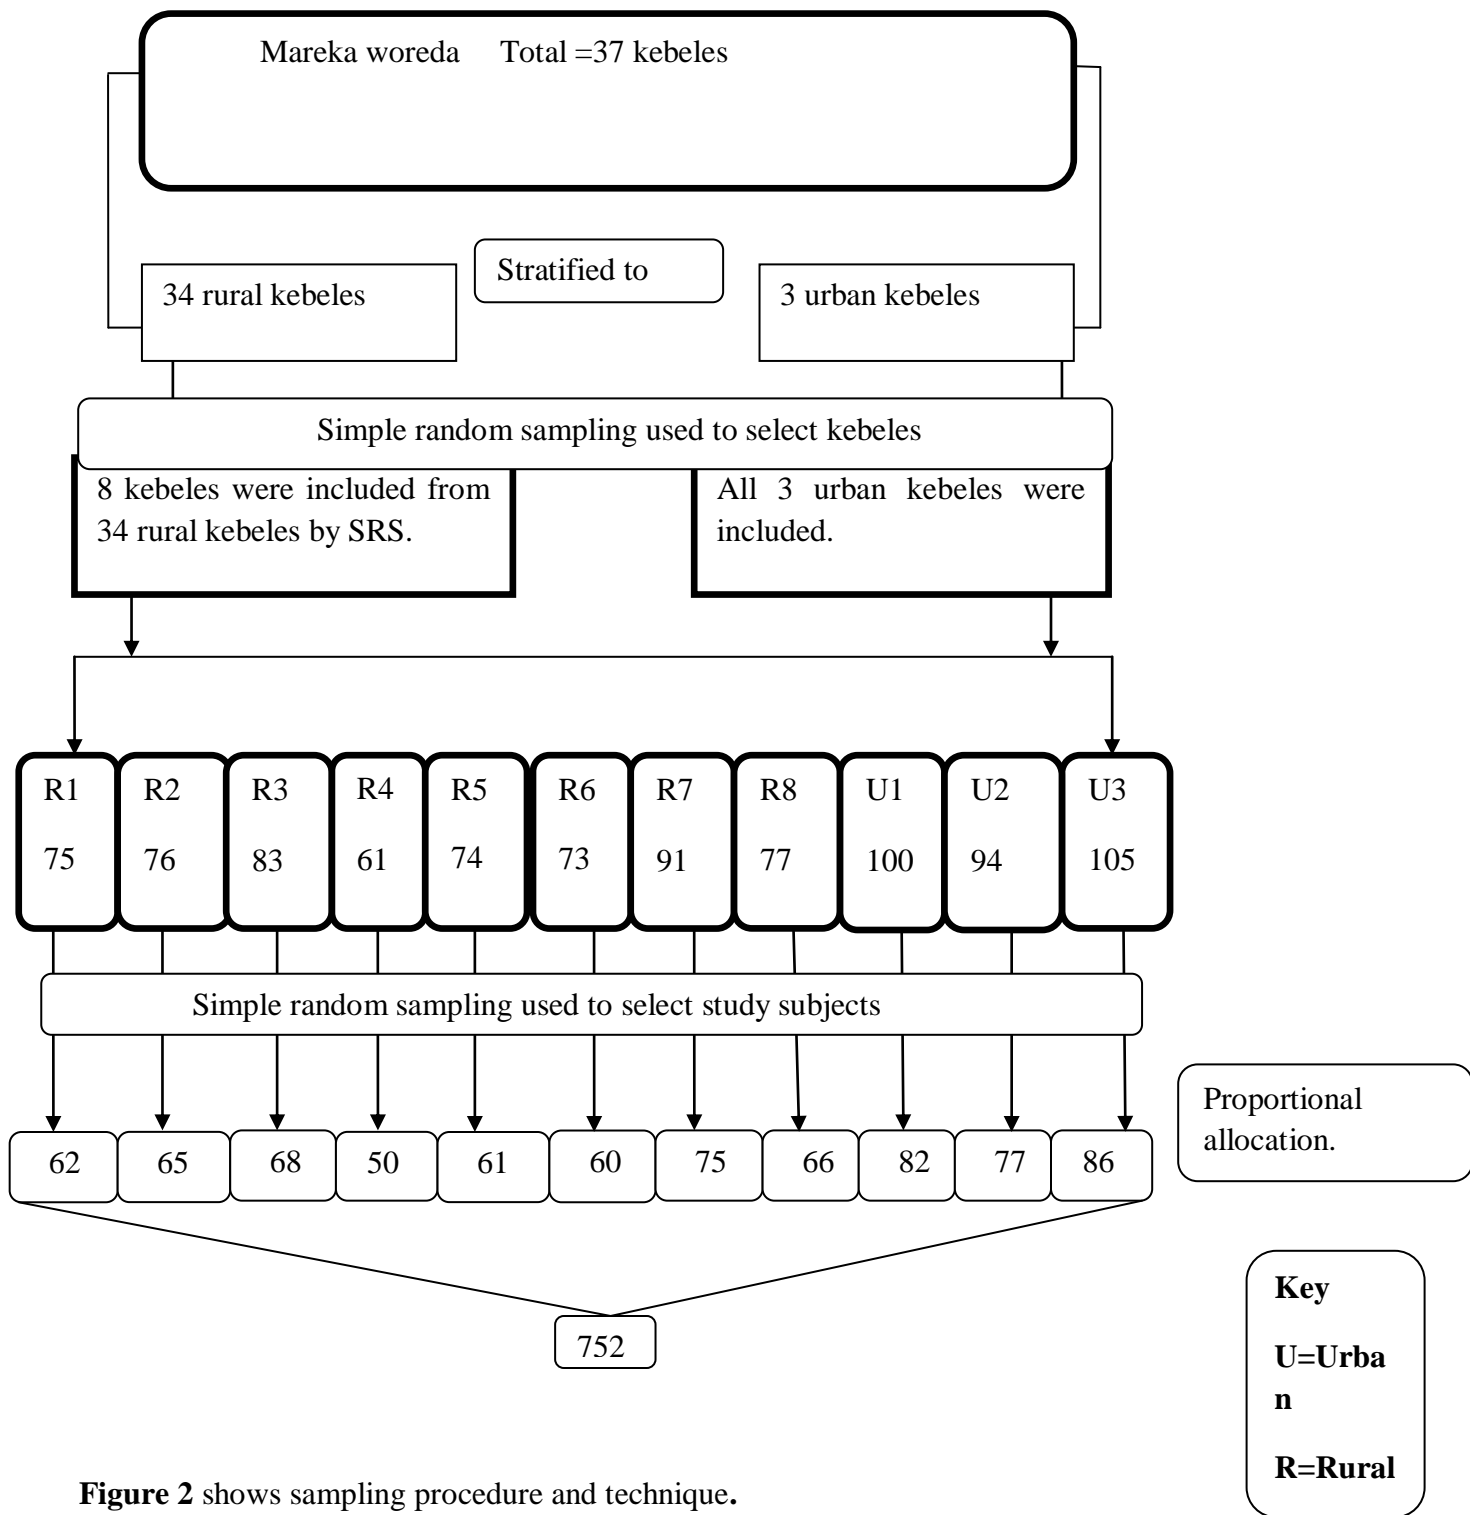 Mareka woreda Total =37 kebeles
Stratified to
34 rural kebeles
3 urban kebeles
Simple random sampling used to select kebeles
8 kebeles were included from
34 rural kebeles by SRS.
All 3 urban kebeles were
included.
R1 R2 R3 R4 R5 R6 R7 R8 U1 U2 U3
75 76 83 61 74 73 91 77 100 94 105
Simple random sampling used to select study subjects
Proportional
allocation.
62 65 68 50 61 60 75 66 82 77 86
752
Key
U=Urba
n
R=Rural
Figure 2 shows sampling procedure and technique.